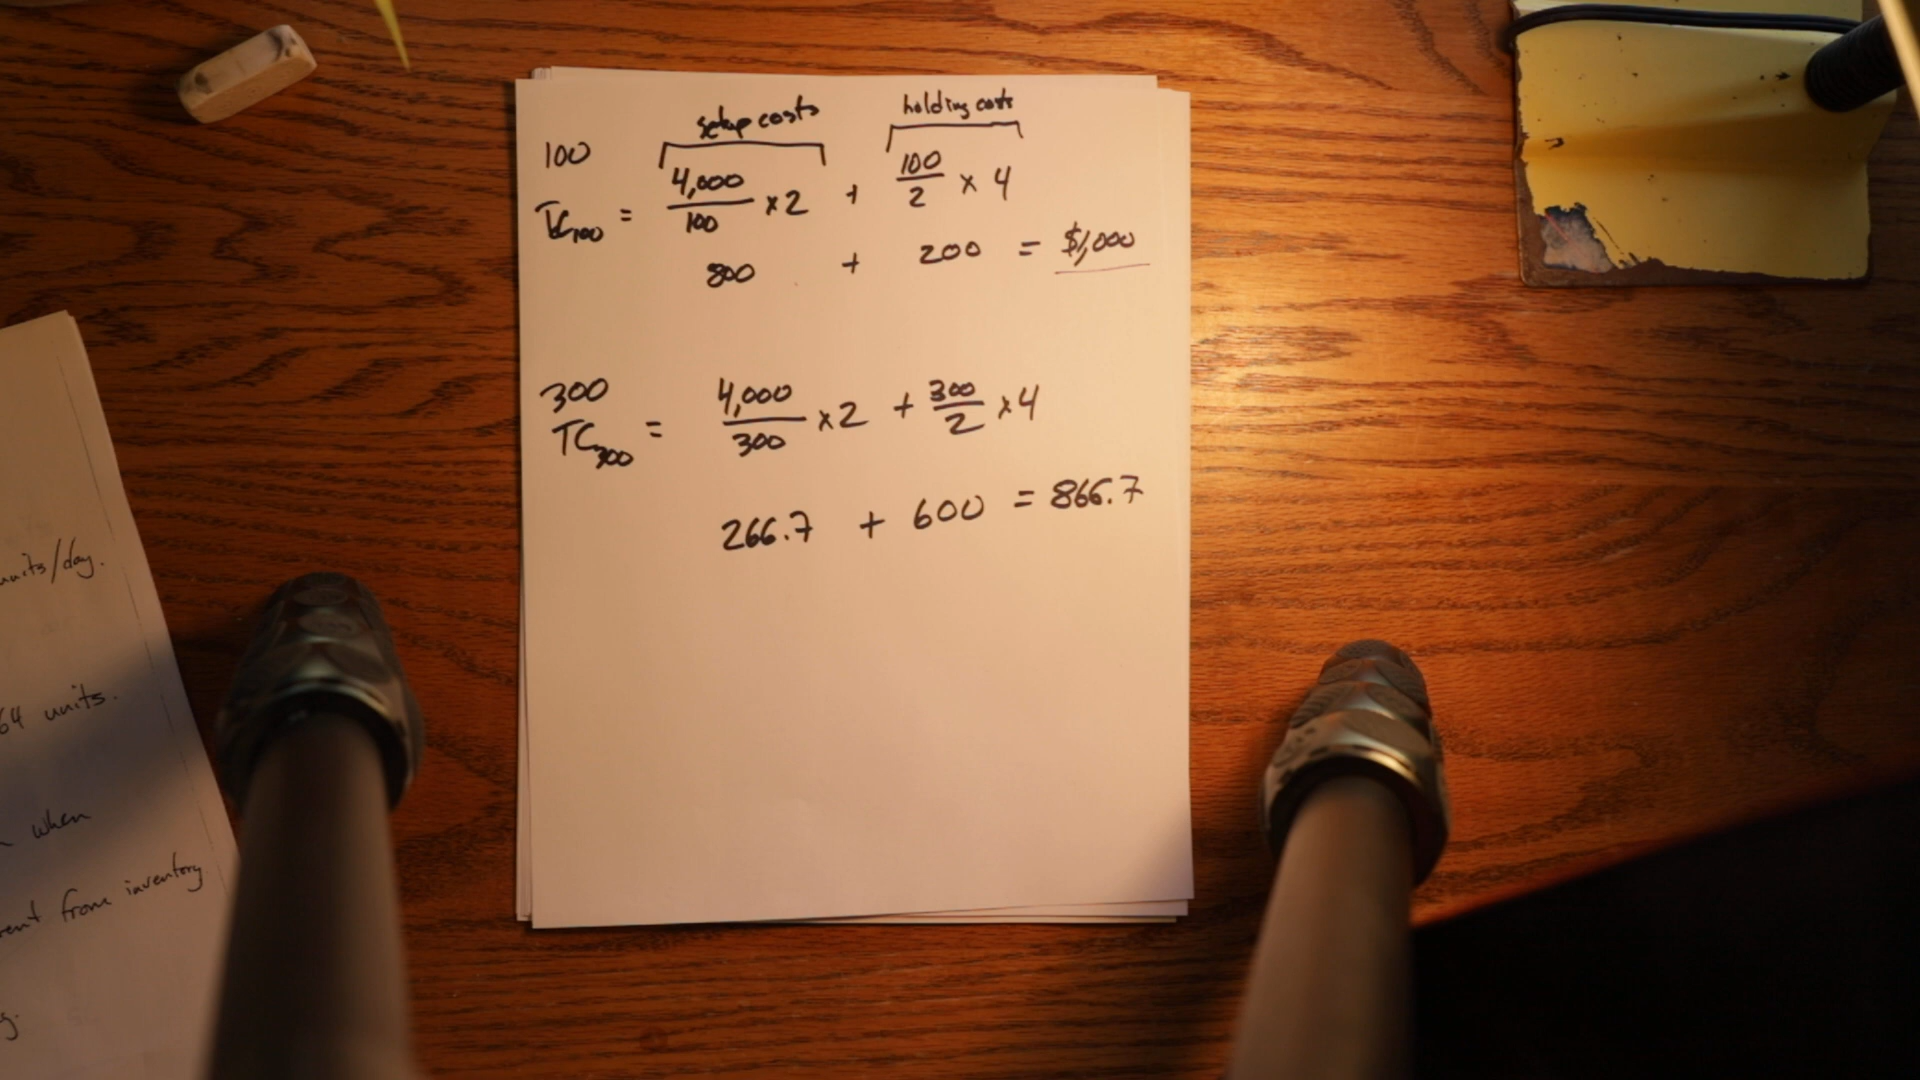 setup costs holding costs
100
TC100 = 4,000/100 ×2 + 100/2 × 4
800 + 200 = $1,000
300
TC300 = 4,000/300 ×2 + 300/2 ×4
266.7 + 600 = 866.7
units/day.
64 units.
when
from inventory